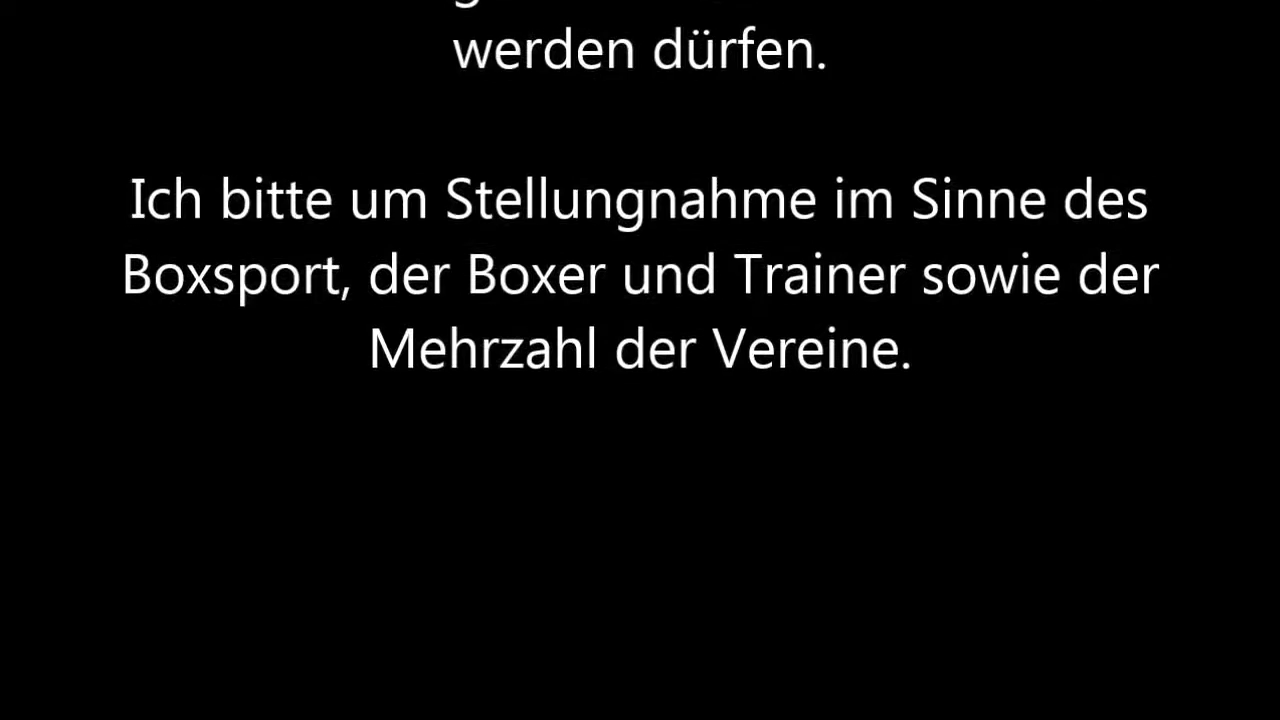 werden dürfen.
Ich bitte um Stellungnahme im Sinne des
Boxsport, der Boxer und Trainer sowie der
Mehrzahl der Vereine.